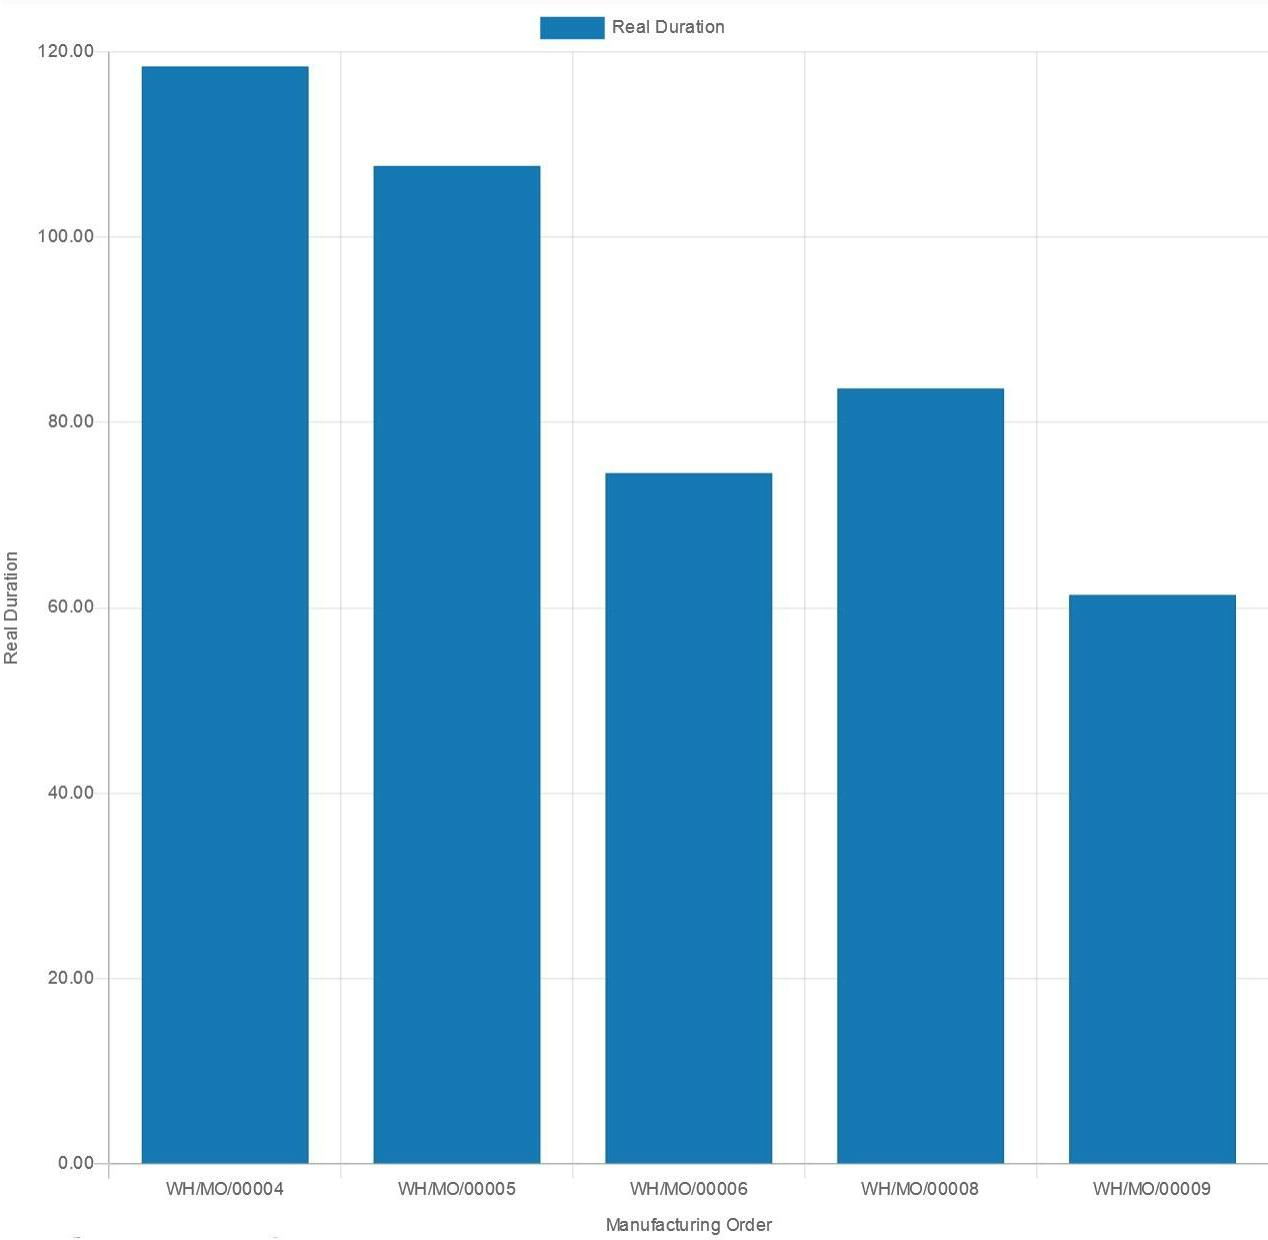 Real Duration
120.00
100.00
80.00
60.00
40.00
20.00
0.00
Real Duration
WH/MO/00004
WH/MO/00005
WH/MO/00006
WH/MO/00008
WH/MO/00009
Manufacturing Order